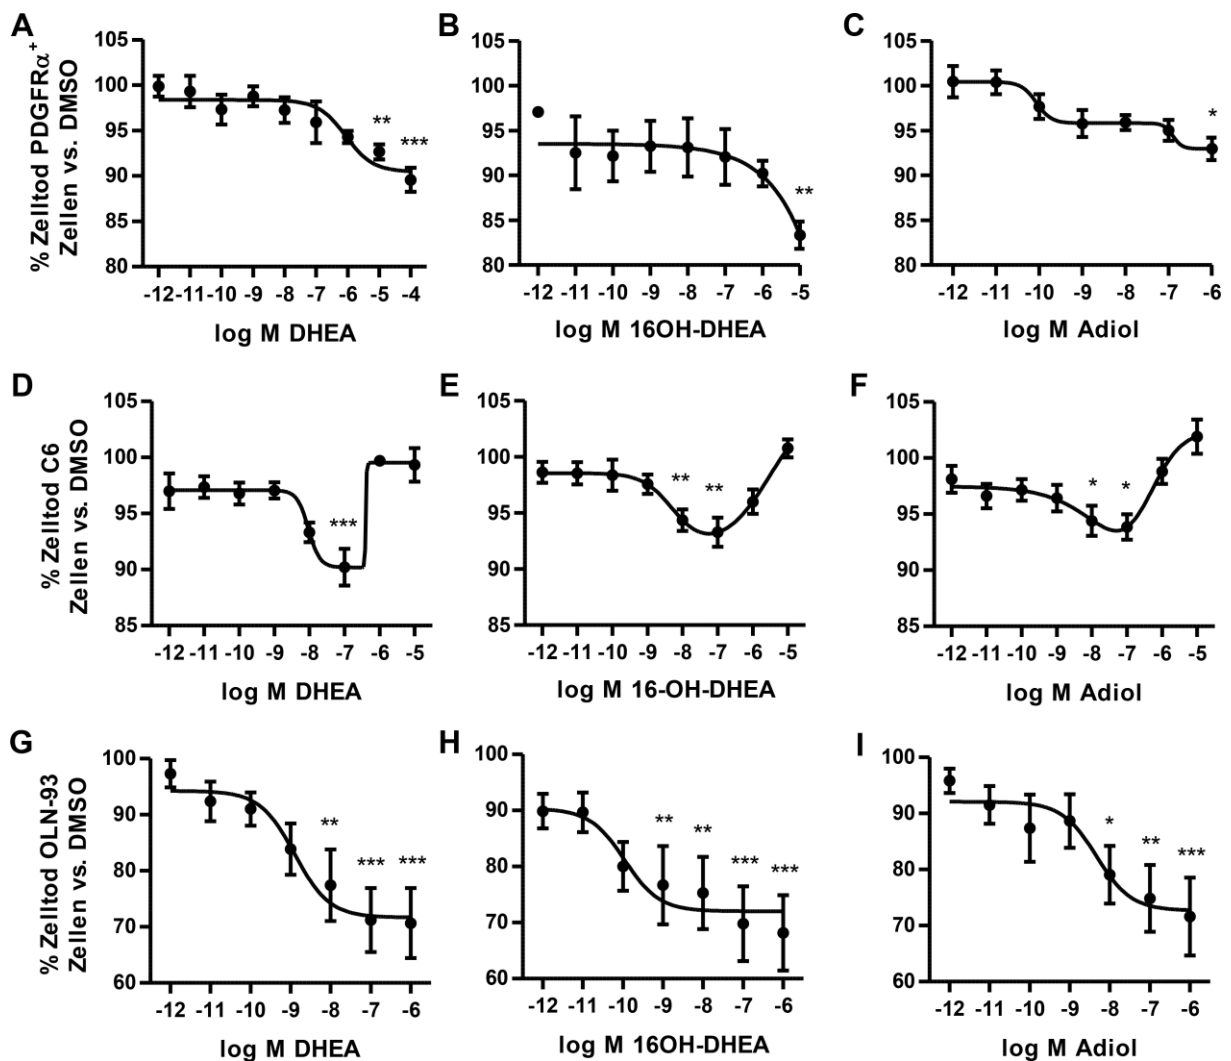 A
B
C
% Zelltod PDGFRα+
Zellen vs. DMSO
105
100
95
90
85
80
**
***
-12 -11 -10 -9 -8 -7 -6 -5 -4
log M DHEA
105
100
95
90
85
80
**
-12 -11 -10 -9 -8 -7 -6 -5
log M 16OH-DHEA
105
100
95
90
85
80
*
-12 -11 -10 -9 -8 -7 -6
log M Adiol
D
E
F
% Zelltod C6
Zellen vs. DMSO
105
100
95
90
85
***
-12 -11 -10 -9 -8 -7 -6 -5
log M DHEA
105
100
95
90
85
** **
-12 -11 -10 -9 -8 -7 -6 -5
log M 16-OH-DHEA
105
100
95
90
85
* *
-12 -11 -10 -9 -8 -7 -6 -5
log M Adiol
G
H
I
% Zelltod OLN-93
Zellen vs. DMSO
100
90
80
70
60
**
*** ***
-12 -11 -10 -9 -8 -7 -6
log M DHEA
100
90
80
70
60
** **
*** ***
-12 -11 -10 -9 -8 -7 -6
log M 16OH-DHEA
100
90
80
70
60
*
** ***
-12 -11 -10 -9 -8 -7 -6
log M Adiol